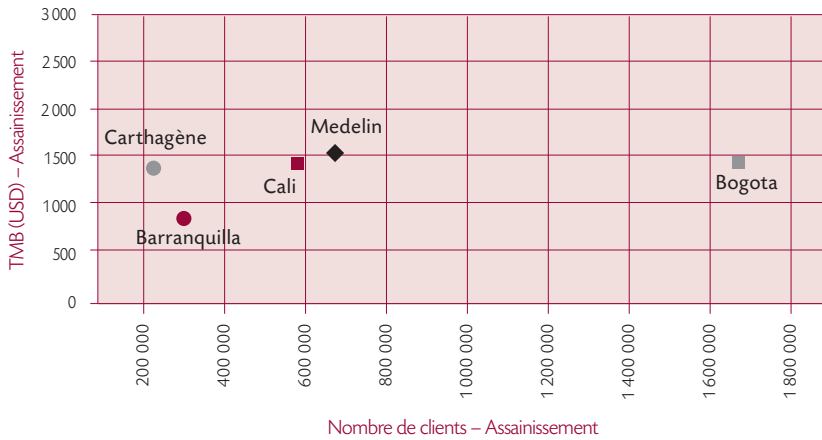 3 000
2 500
2 000
1 500
1 000
500
0
TMB (USD) – Assainissement
Carthagène
Medelin
Cali
Bogota
Barranquilla
200 000
400 000
600 000
800 000
1 000 000
1 200 000
1 400 000
1 600 000
1 800 000
Nombre de clients – Assainissement